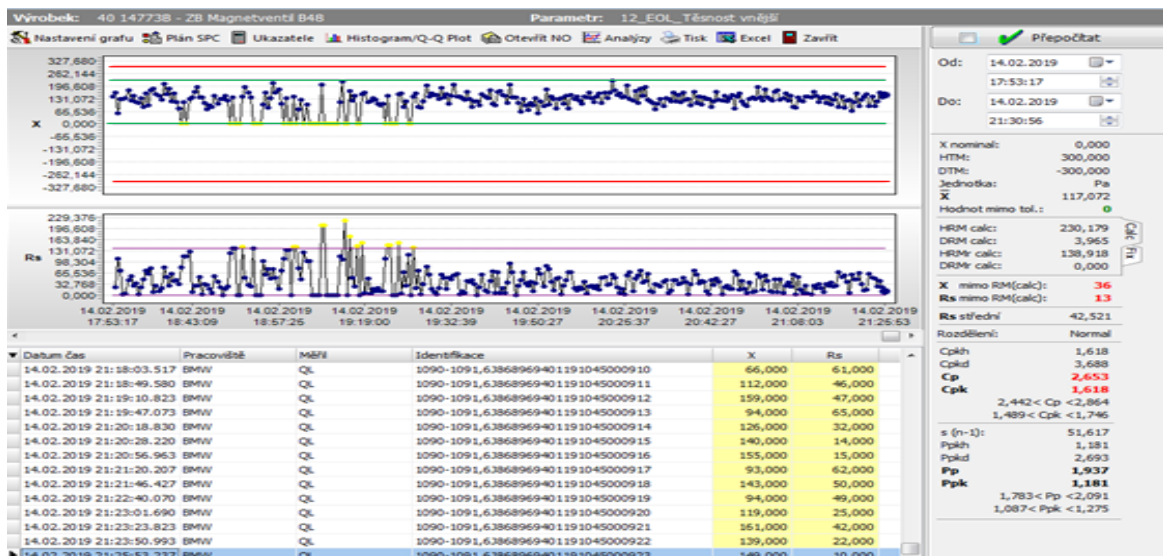 Výrobek: 40 147738 - ZB Magnetventil B48 Parametr: 12_EOL_Těsnost vnější
Nastavení grafu Plán SPC Ukazatele Histogram/Q-Q Plot Otevřít NO Analýzy Tisk Excel Zavřít
Přepočítat
327,680
262,144
196,608
131,072
65,536
X 0,000
-65,536
-131,072
-196,608
-262,144
-327,680
229,376
196,608
163,840
131,072
Rs 98,304
65,536
32,768
0,000
14.02.2019 14.02.2019 14.02.2019 14.02.2019 14.02.2019 14.02.2019 14.02.2019 14.02.2019 14.02.2019 14.02.2019
17:53:17 18:43:09 18:57:25 19:19:00 19:32:39 19:50:27 20:25:37 20:42:27 21:08:03 21:25:53
Datum čas Pracoviště Měřil Identifikace X Rs
14.02.2019 21:18:03.517 BMW QL 1090-1091,63868969401191045000910 66,000 61,000
14.02.2019 21:18:49.580 BMW QL 1090-1091,63868969401191045000911 112,000 46,000
14.02.2019 21:19:10.823 BMW QL 1090-1091,63868969401191045000912 159,000 47,000
14.02.2019 21:19:47.073 BMW QL 1090-1091,63868969401191045000913 94,000 65,000
14.02.2019 21:20:18.830 BMW QL 1090-1091,63868969401191045000914 126,000 32,000
14.02.2019 21:20:28.220 BMW QL 1090-1091,63868969401191045000915 140,000 14,000
14.02.2019 21:20:56.963 BMW QL 1090-1091,63868969401191045000916 155,000 15,000
14.02.2019 21:21:20.207 BMW QL 1090-1091,63868969401191045000917 93,000 62,000
14.02.2019 21:21:46.427 BMW QL 1090-1091,63868969401191045000918 143,000 50,000
14.02.2019 21:22:40.070 BMW QL 1090-1091,63868969401191045000919 94,000 49,000
14.02.2019 21:23:01.690 BMW QL 1090-1091,63868969401191045000920 119,000 25,000
14.02.2019 21:23:23.823 BMW QL 1090-1091,63868969401191045000921 161,000 42,000
14.02.2019 21:23:50.993 BMW QL 1090-1091,63868969401191045000922 139,000 22,000
14.02.2019 21:25:53.237 BMW QL 1090-1091,63868969401191045000923 149,000 10,000
Od: 14.02.2019
17:53:17
Do: 14.02.2019
21:30:56
X nominal: 0,000
HTM: 300,000
DTM: -300,000
Jednotka: Pa
X 117,072
Hodnot mimo tol.: 0
HRM calc: 230,179
DRM calc: 3,965
HRMr calc: 138,918
DRMr calc: 0,000
Calc
Fix
X mimo RM(calc): 36
Rs mimo RM(calc): 13
Rs střední 42,521
Rozdělení: Normal
Cpkh 1,618
Cpkd 3,688
Cp 2,653
Cpk 1,618
2,442< Cp <2,864
1,489< Cpk <1,746
s (n-1): 51,617
Ppkh 1,181
Ppkd 2,693
Pp 1,937
Ppk 1,181
1,783< Pp <2,091
1,087< Ppk <1,275